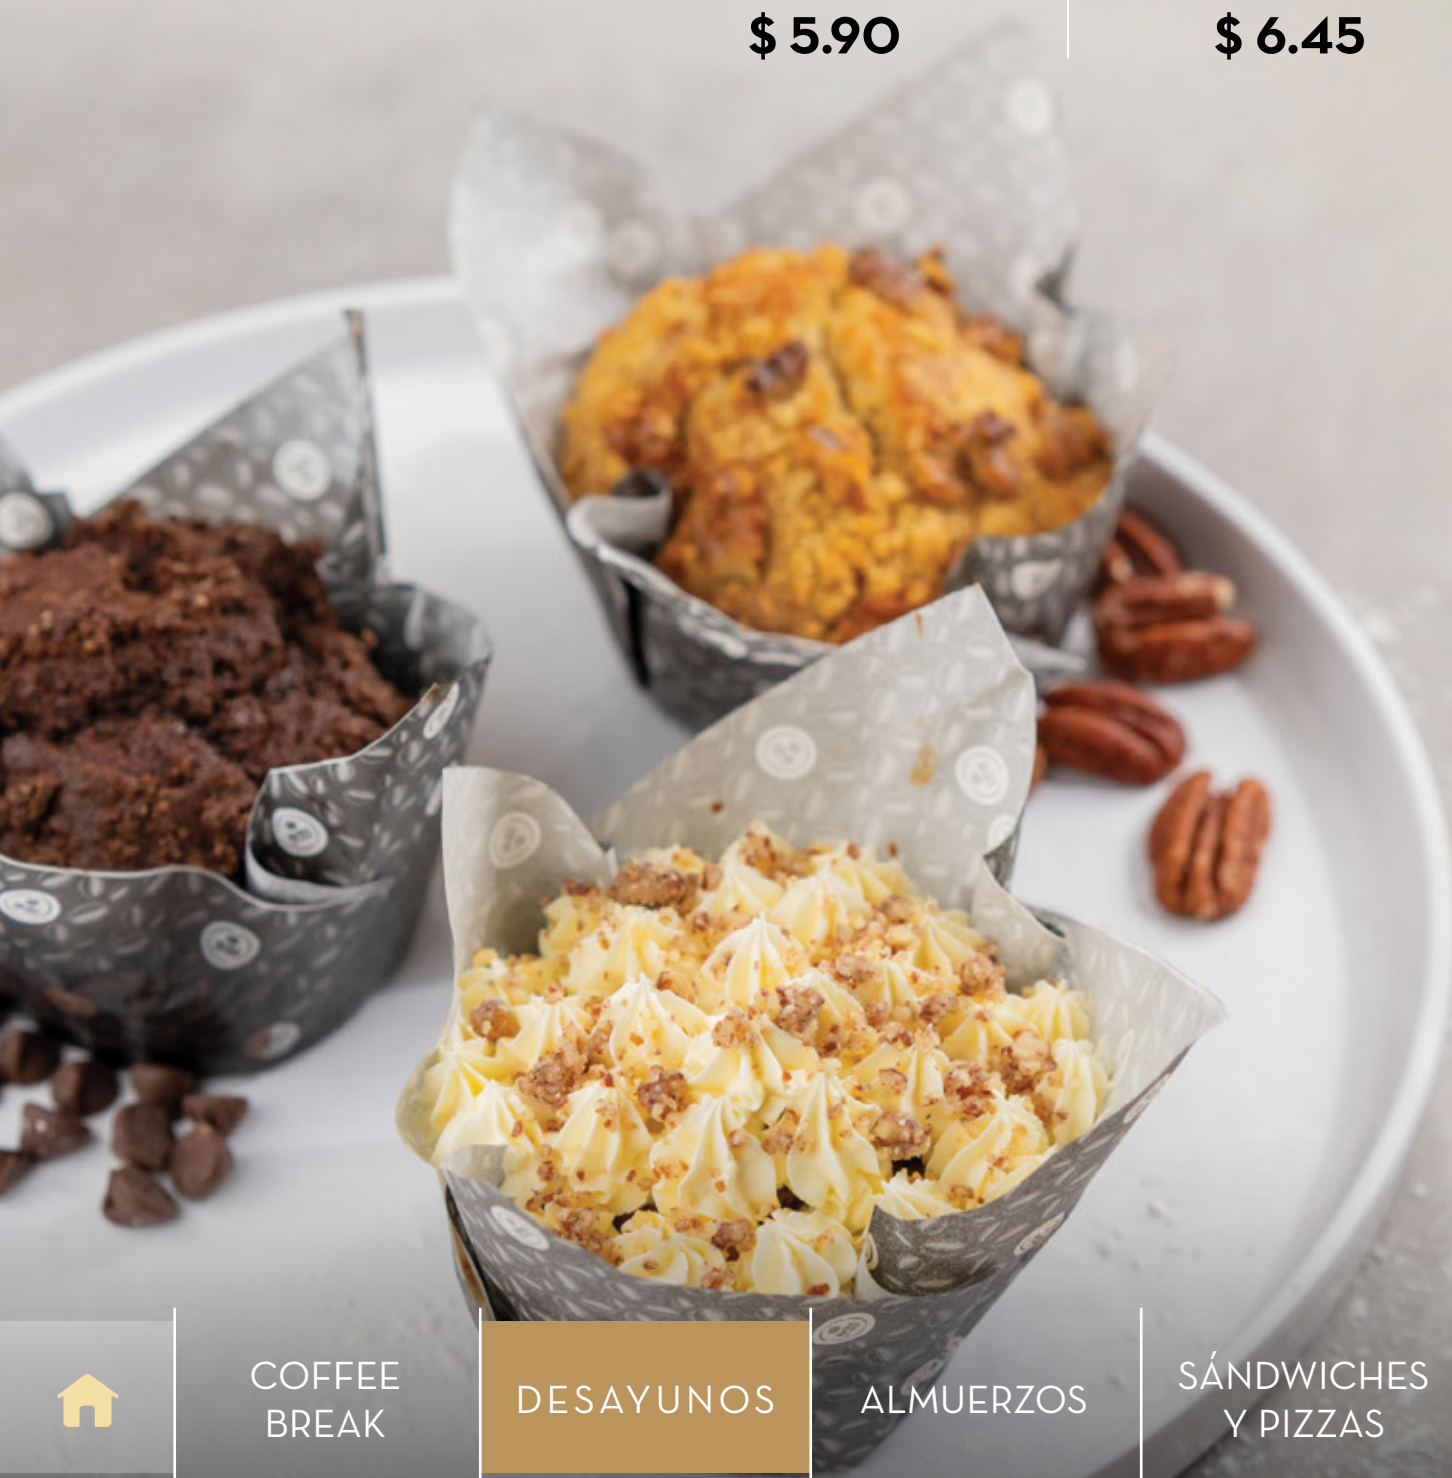 $ 5.90
$ 6.45
COFFEE
BREAK
DESAYUNOS
ALMUERZOS
SÁNDWICHES
Y PIZZAS